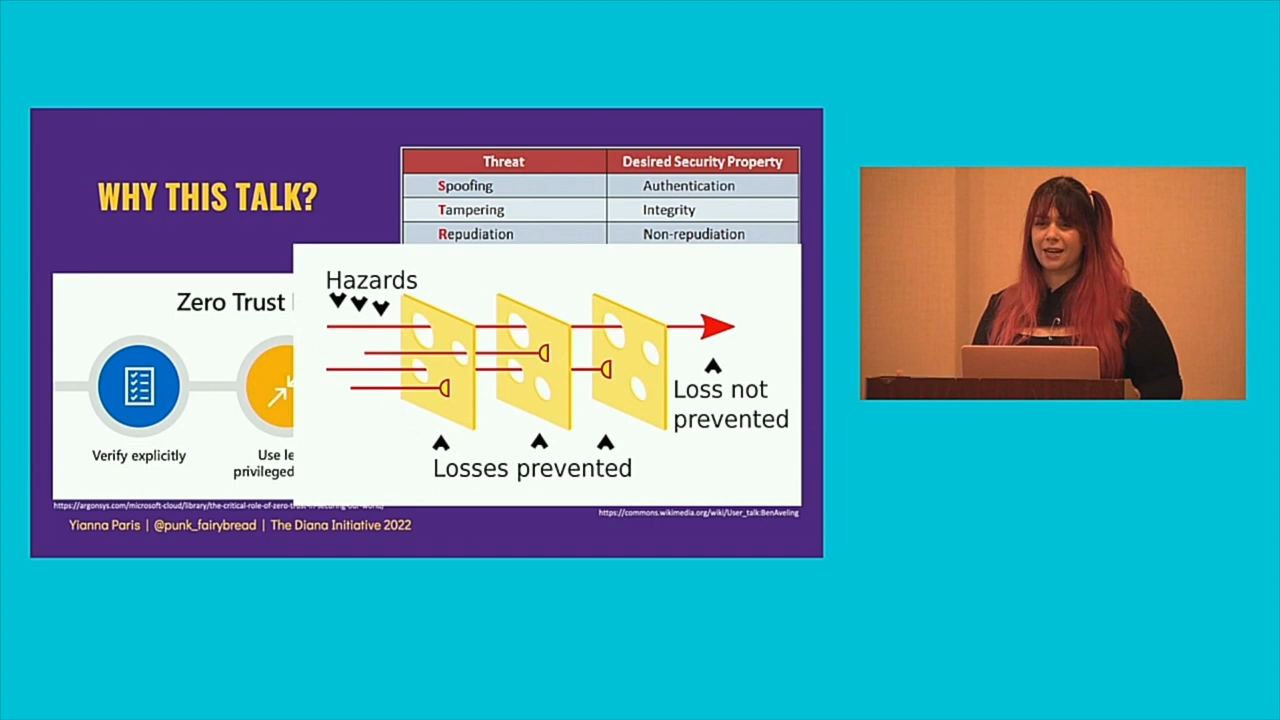 WHY THIS TALK?
Threat Desired Security Property
Spoofing Authentication
Tampering Integrity
Repudiation Non-repudiation
Zero Trust
Verify explicitly
Use
privileged
Hazards
Loss not
prevented
Losses prevented
https://commons.wikimedia.org/wiki/User_talk:BenAveling
Yianna Paris | @punk_fairybread | The Diana Initiative 2022